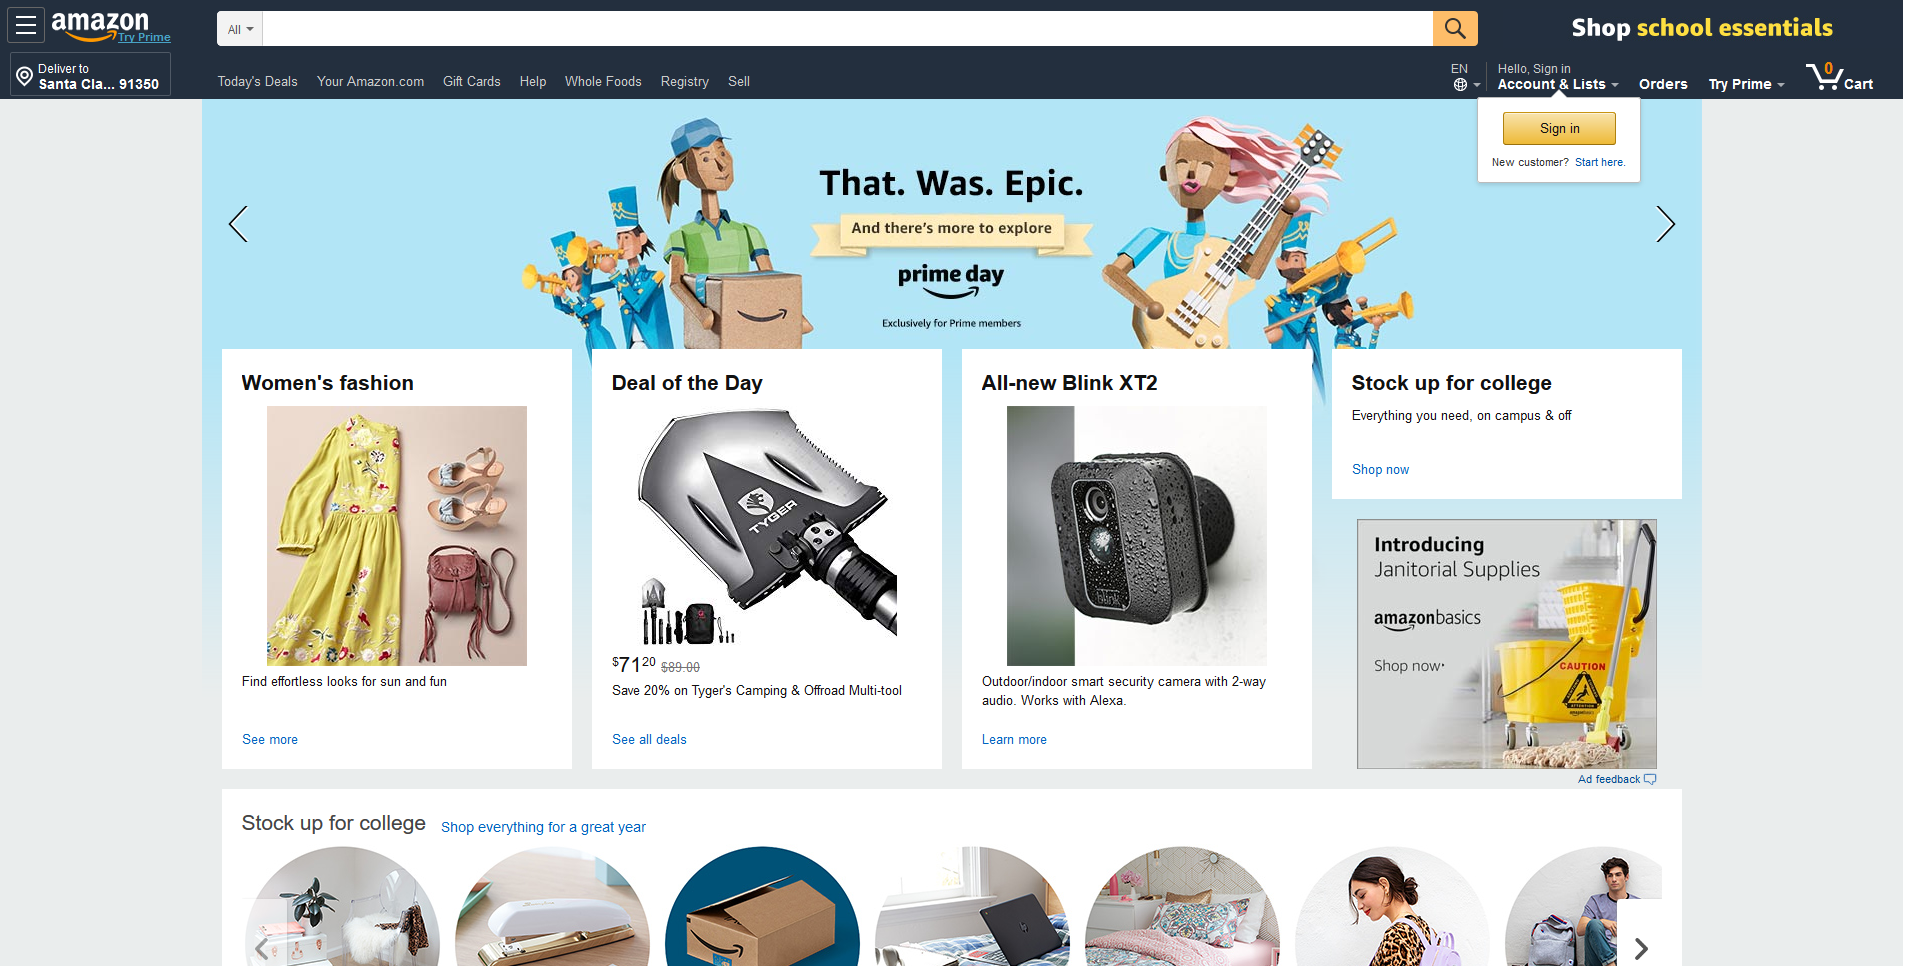 amazon
Try Prime
All
Shop school essentials
Deliver to
Santa Cla... 91350
Today's Deals
Your Amazon.com
Gift Cards
Help
Whole Foods
Registry
Sell
EN
Hello, Sign in
Account & Lists
Orders
Try Prime
0
Cart
Sign in
New customer? Start here.
That. Was. Epic.
And there's more to explore
prime day
Exclusively for Prime members
Women's fashion
Find effortless looks for sun and fun
See more
Deal of the Day
TYGER
$7120 $89.00
Save 20% on Tyger's Camping & Offroad Multi-tool
See all deals
All-new Blink XT2
blink
Outdoor/indoor smart security camera with 2-way
audio. Works with Alexa.
Learn more
Stock up for college
Everything you need, on campus & off
Shop now
Introducing
Janitorial Supplies
amazonbasics
Shop now
CAUTION
ATTENTION
amazonbasics
Ad feedback
Stock up for college
Shop everything for a great year